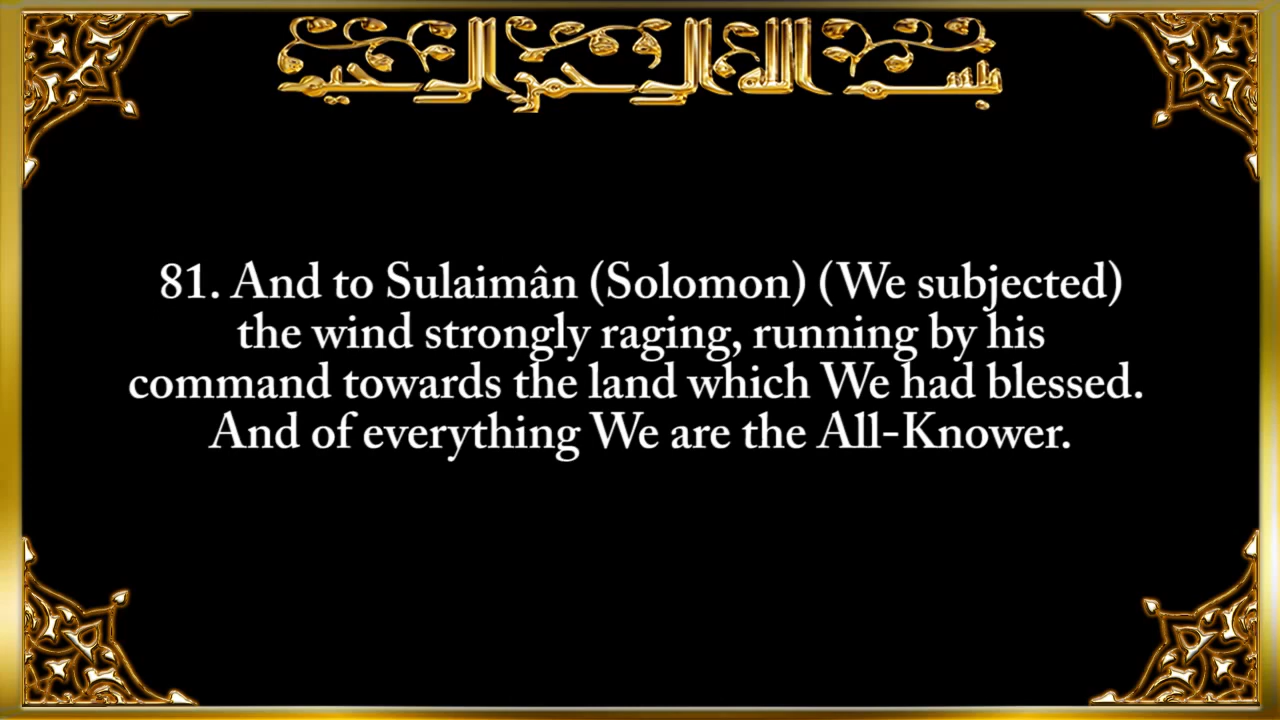 بسم الله الرحمن الرحيم
81. And to Sulaimân (Solomon) (We subjected)
the wind strongly raging, running by his
command towards the land which We had blessed.
And of everything We are the All-Knower.